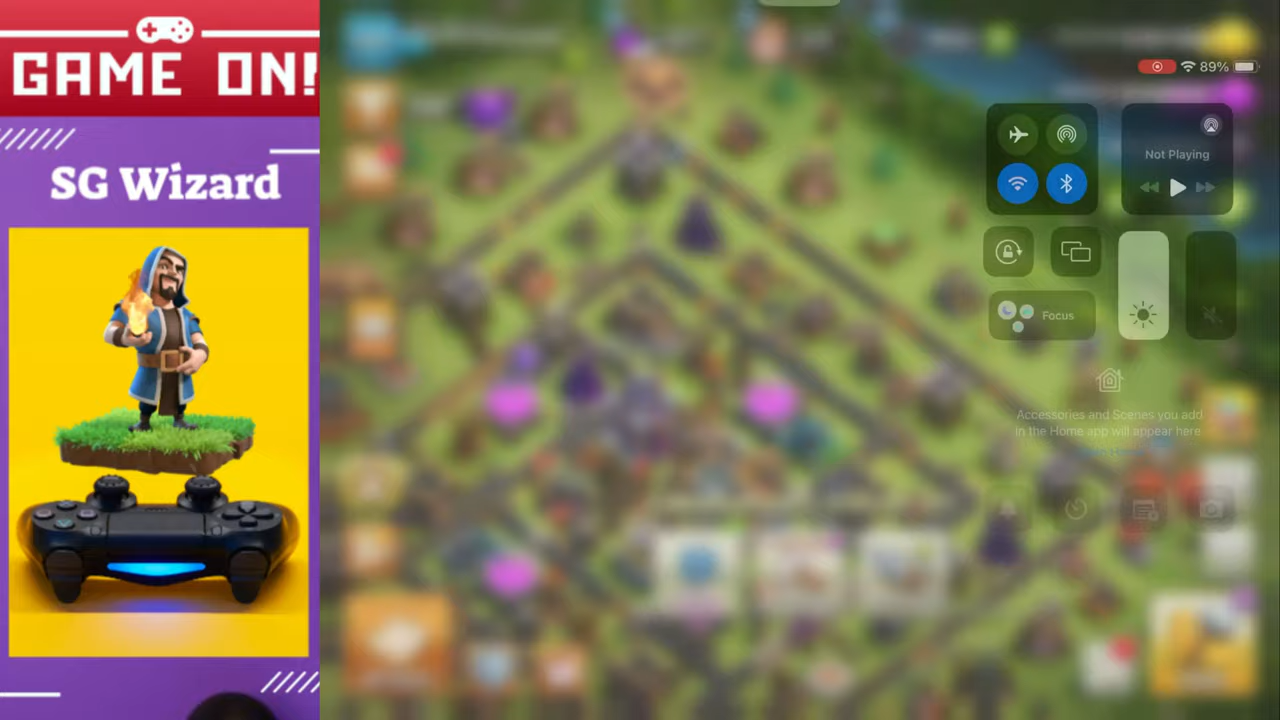 GAME ON!
SG Wizard
89%
Not Playing
Focus
Accessories and Scenes you add
in the Home app will appear here